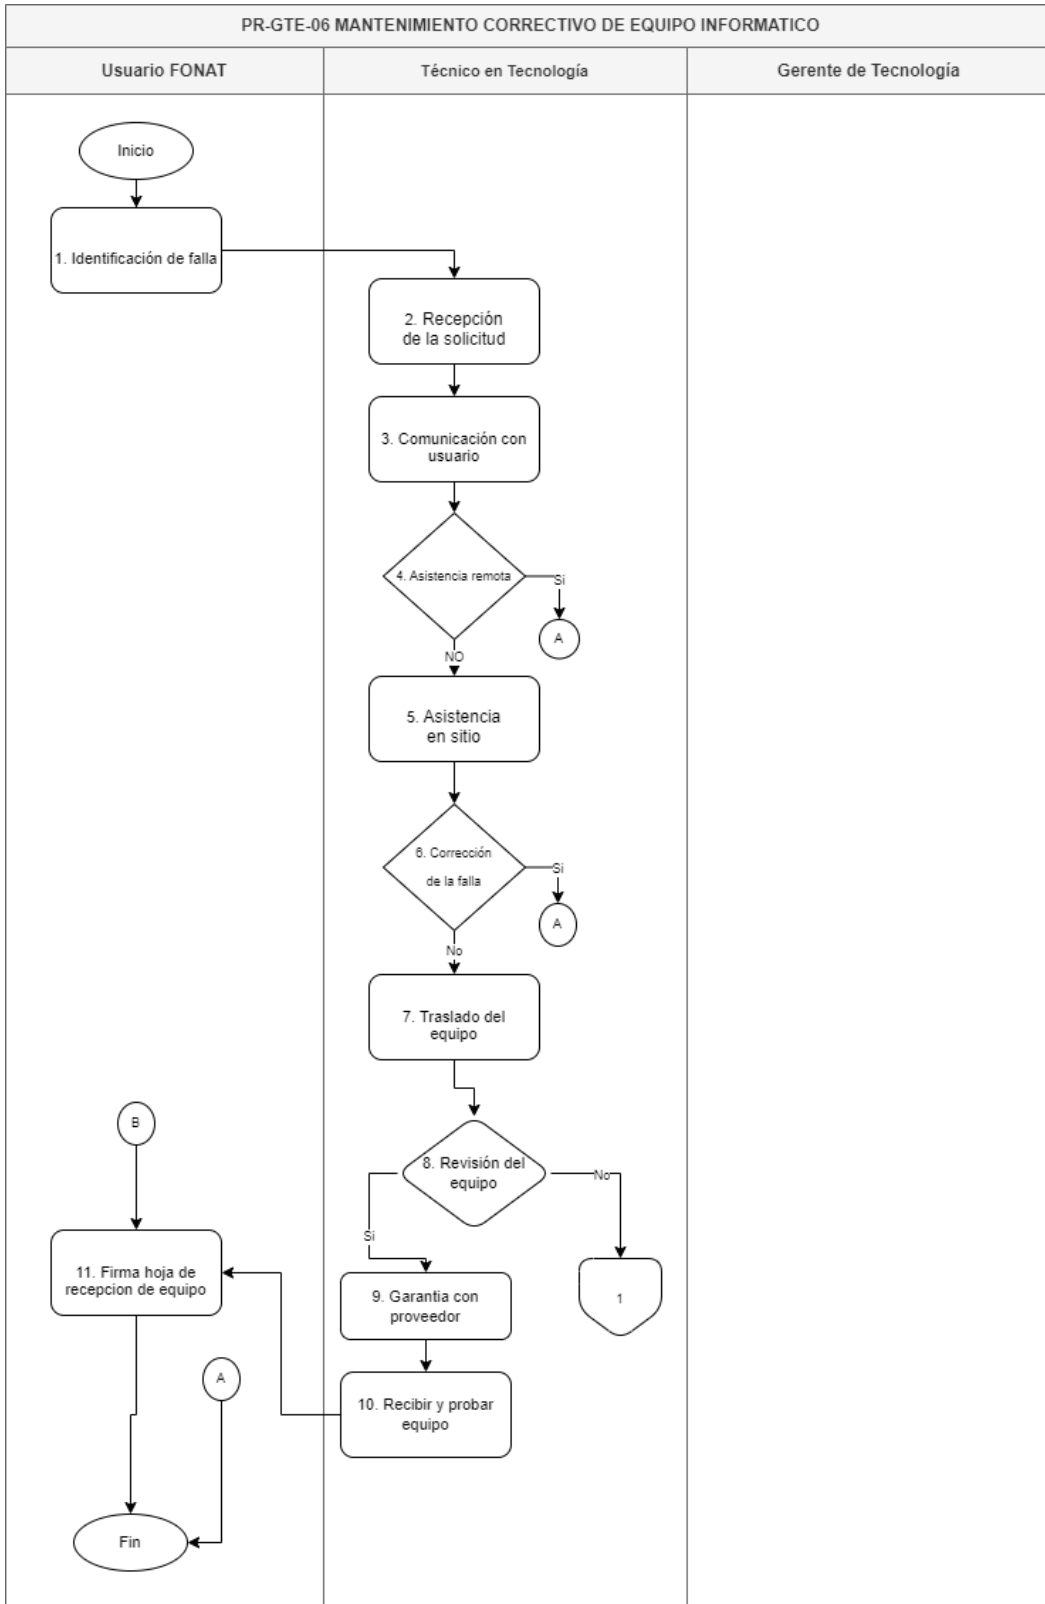 PR-GTE-06 MANTENIMIENTO CORRECTIVO DE EQUIPO INFORMATICO
Usuario FONAT
Técnico en Tecnología
Gerente de Tecnología
Inicio
1. Identificación de falla
2. Recepción
de la solicitud
3. Comunicación con
usuario
4. Asistencia remota
Si
A
NO
5. Asistencia
en sitio
6. Corrección
de la falla
Si
A
No
7. Traslado del
equipo
B
8. Revisión del
equipo
No
Si
1
11. Firma hoja de
recepcion de equipo
9. Garantia con
proveedor
A
10. Recibir y probar
equipo
Fin